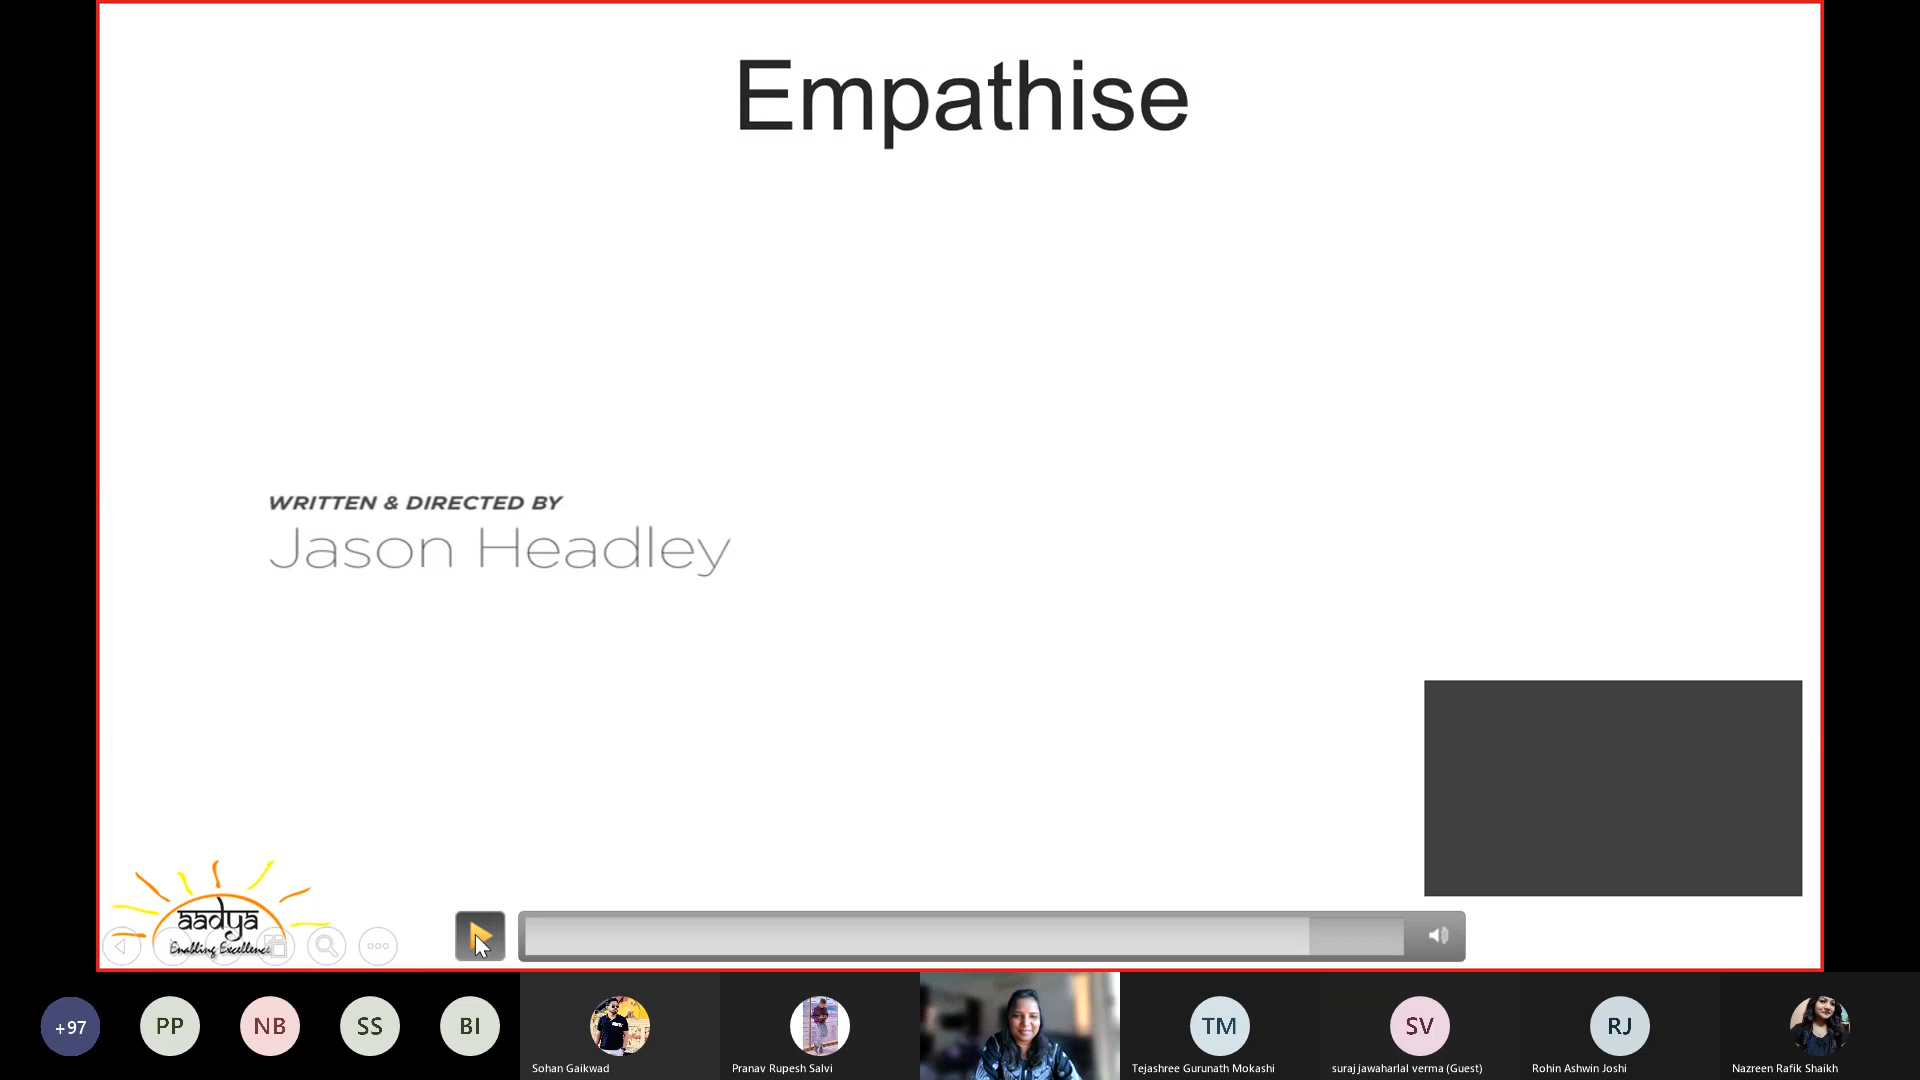 Empathise
WRITTEN & DIRECTED BY
Jason Headley
aadya
Enabling Excellence
+97
PP
NB
SS
BI
Sohan Gaikwad
Pranav Rupesh Salvi
TM
Tejashree Gurunath Mokashi
SV
suraj jawaharlal verma (Guest)
RJ
Rohin Ashwin Joshi
Nazreen Rafik Shaikh